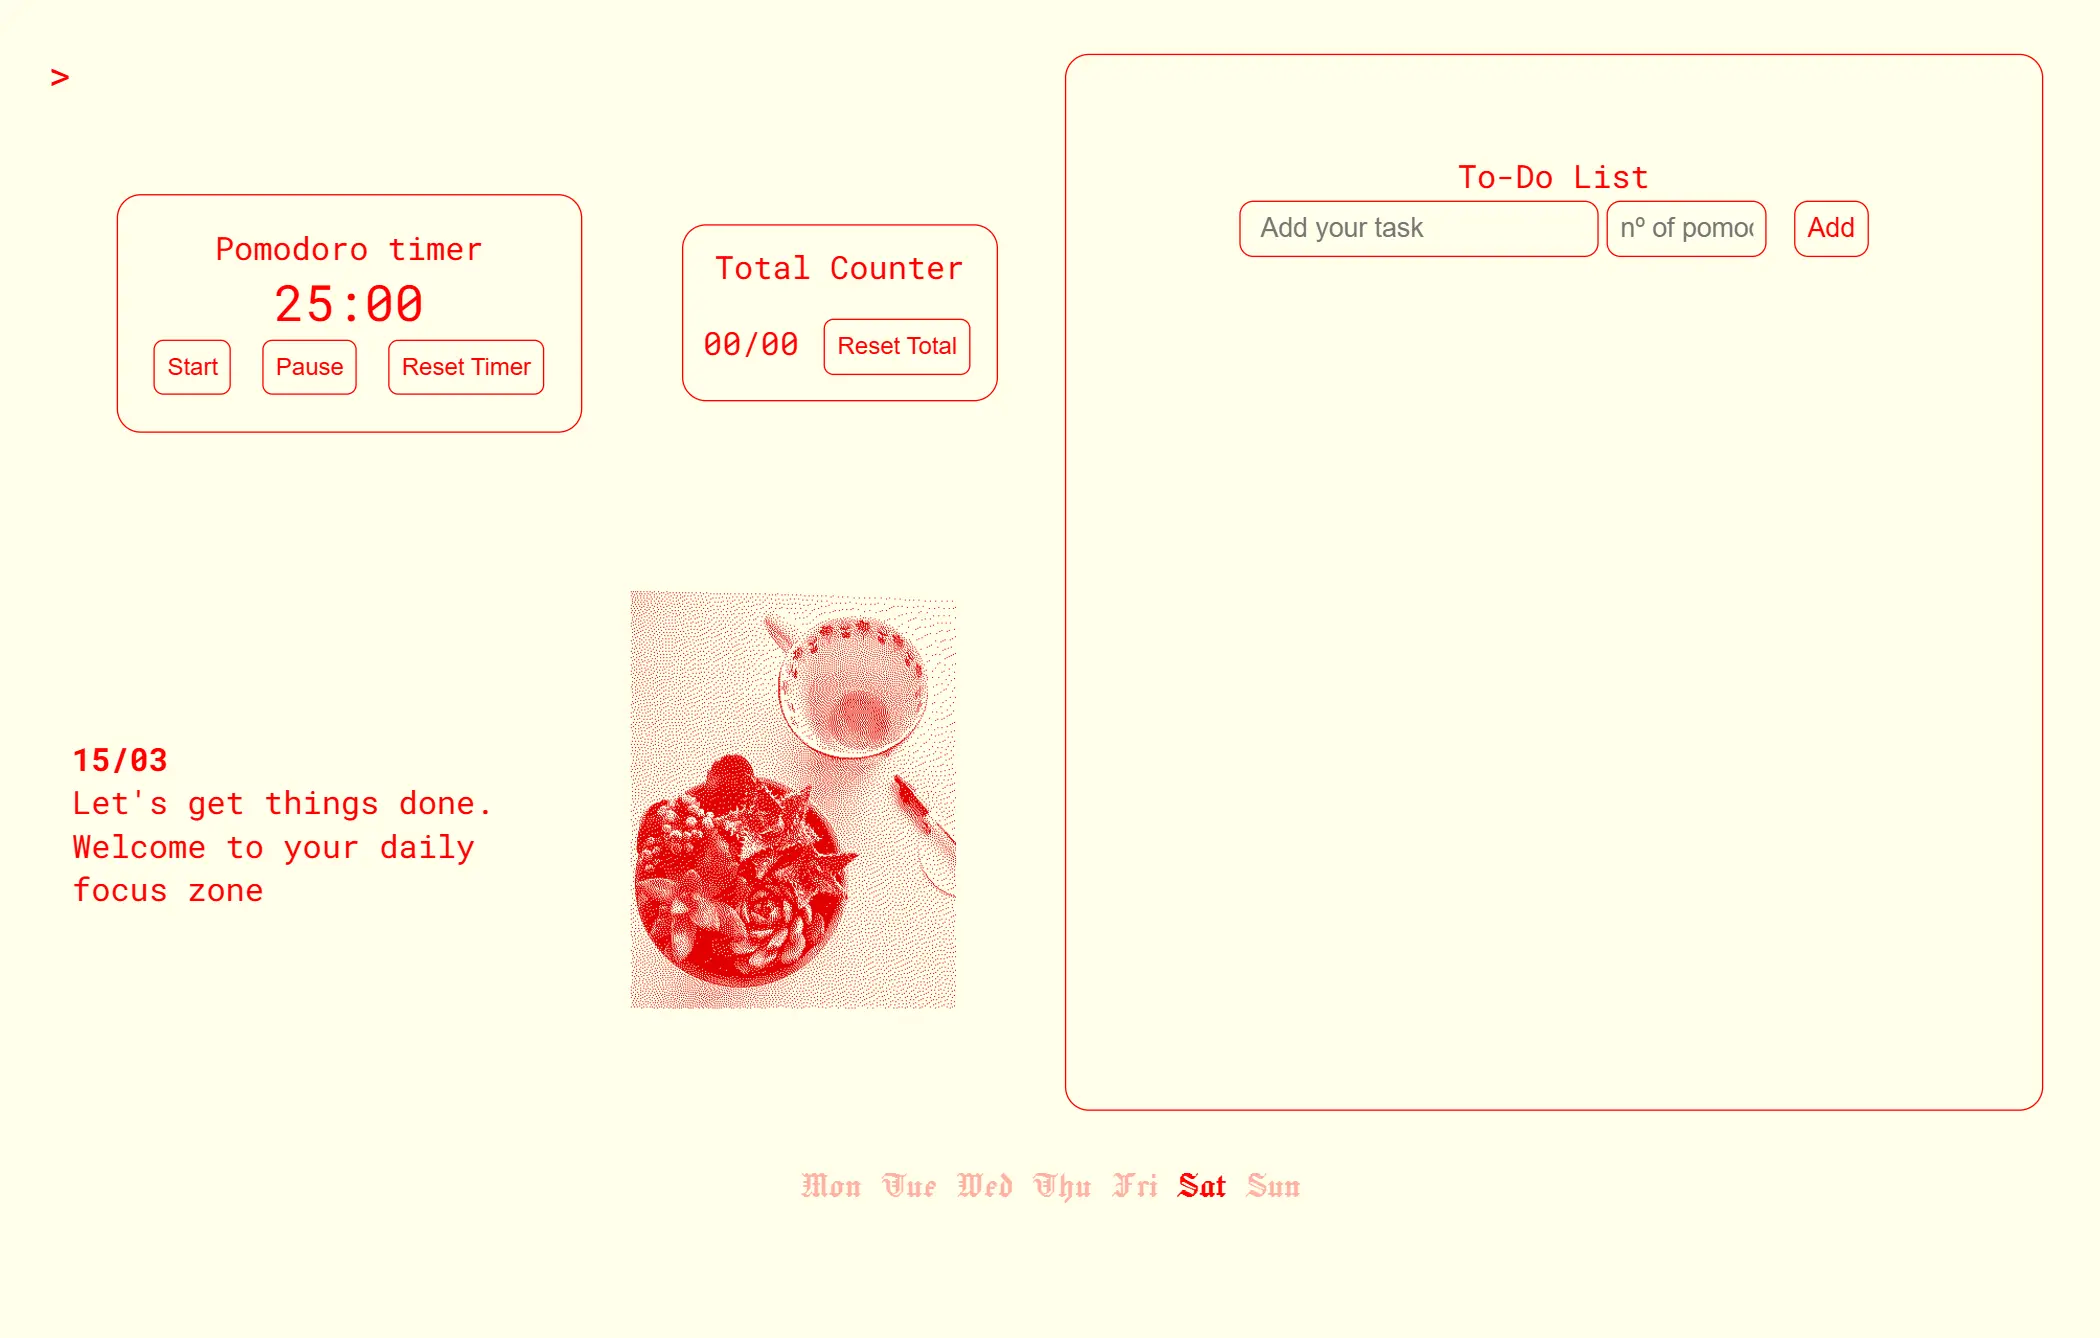 >
Pomodoro timer
25:00
Start Pause Reset Timer
Total Counter
00/00 Reset Total
To-Do List
Add your task nº of pomo Add
15/03
Let's get things done.
Welcome to your daily
focus zone
Mon Tue Wed Thu Fri Sat Sun